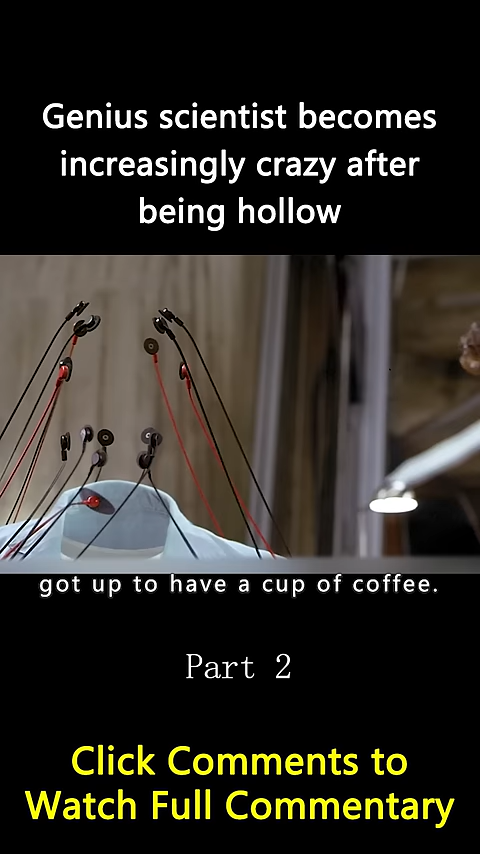 Genius scientist becomes
increasingly crazy after
being hollow
got up to have a cup of coffee.
Part 2
Click Comments to
Watch Full Commentary